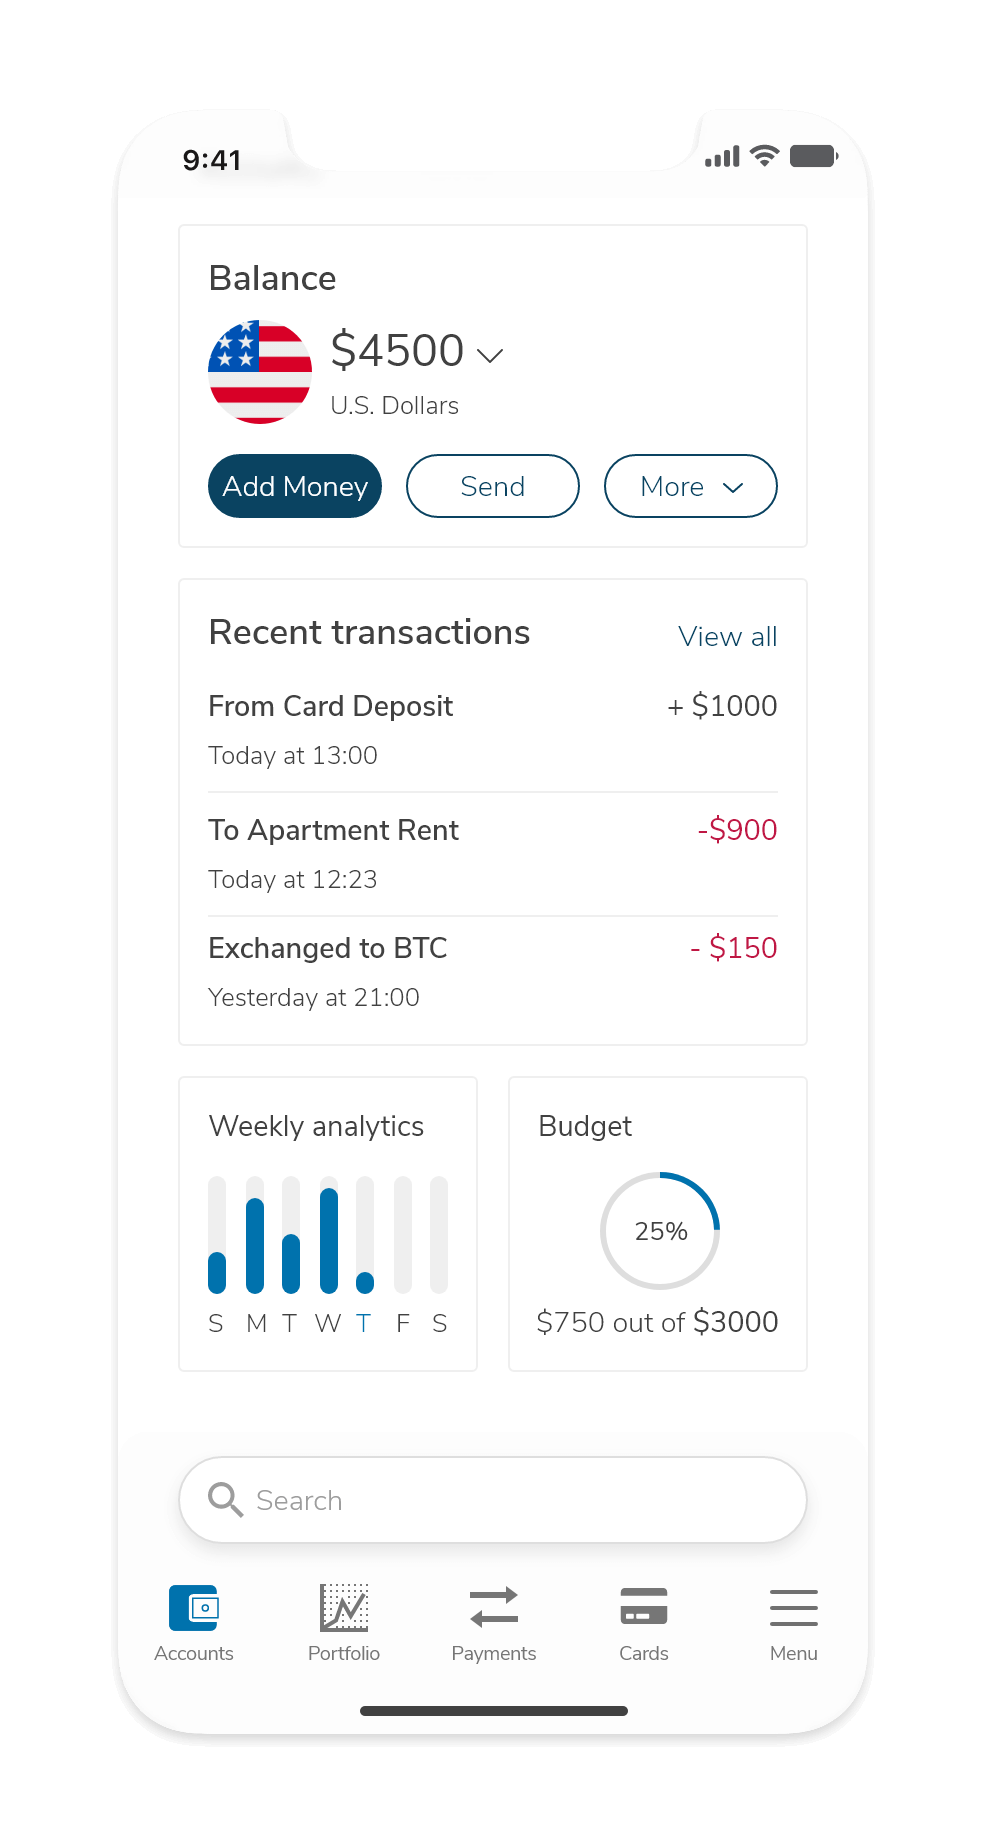 9:41
Balance
$4500
U.S. Dollars
Add Money Send More
Recent transactions View all
From Card Deposit + $1000
Today at 13:00
To Apartment Rent -$900
Today at 12:23
Exchanged to BTC - $150
Yesterday at 21:00
Weekly analytics
S M T W T F S
Budget
25%
$750 out of $3000
Search
Accounts Portfolio Payments Cards Menu